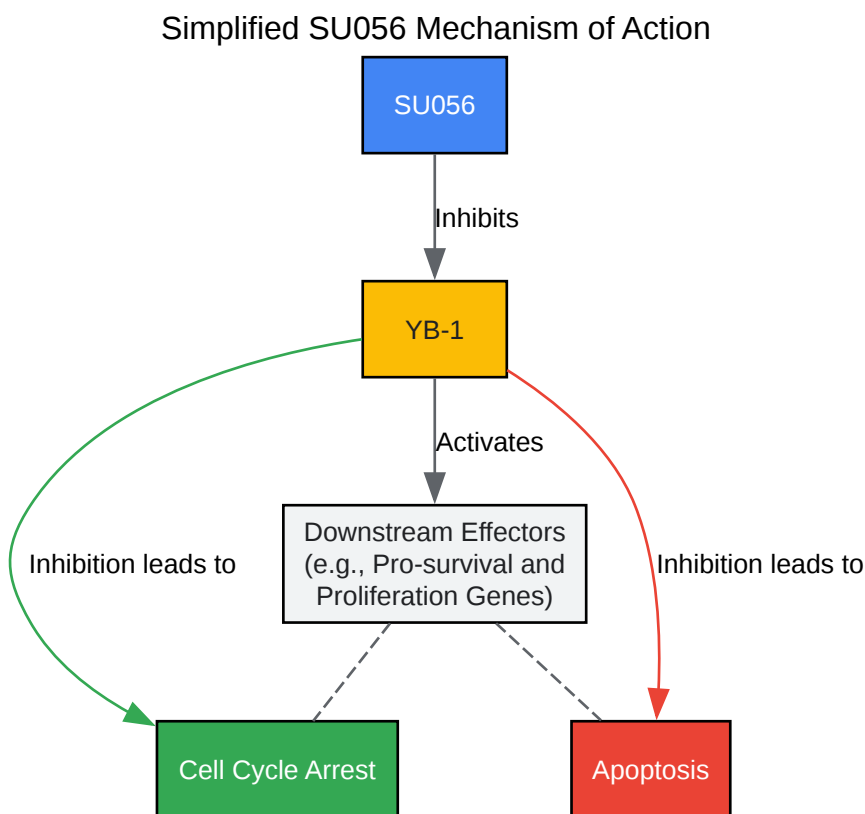 Simplified SU056 Mechanism of Action
SU056
Inhibits
YB-1
Activates
Downstream Effectors
(e.g., Pro-survival and
Proliferation Genes)
Inhibition leads to
Inhibition leads to
Cell Cycle Arrest
Apoptosis